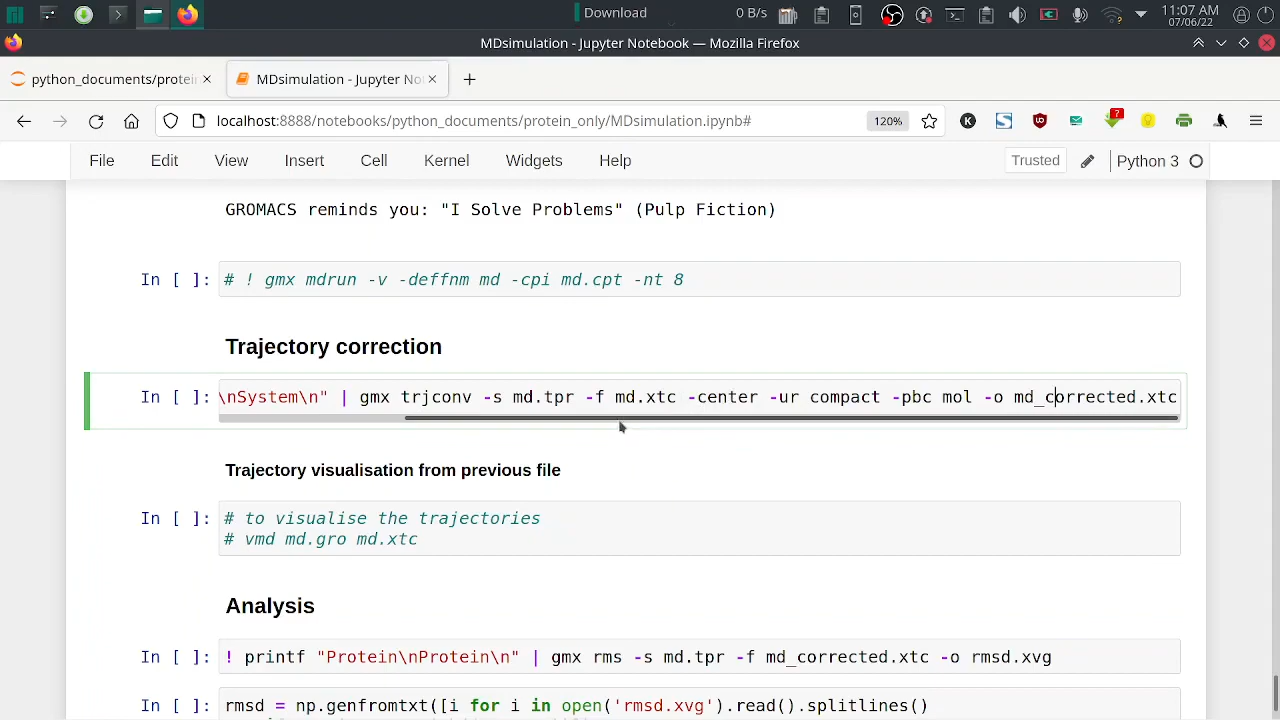 Download
0 B/s
11:07 AM
07/06/22
MDsimulation - Jupyter Notebook — Mozilla Firefox
python_documents/protein
MDsimulation - Jupyter No
localhost:8888/notebooks/python_documents/protein_only/MDsimulation.ipynb#
120%
File Edit View Insert Cell Kernel Widgets Help
Trusted
Python 3
GROMACS reminds you: "I Solve Problems" (Pulp Fiction)
In [ ]: # ! gmx mdrun -v -deffnm md -cpi md.cpt -nt 8
Trajectory correction
In [ ]: \nSystem\n" | gmx trjconv -s md.tpr -f md.xtc -center -ur compact -pbc mol -o md_corrected.xtc
Trajectory visualisation from previous file
In [ ]: # to visualise the trajectories
# vmd md.gro md.xtc
Analysis
In [ ]: ! printf "Protein\nProtein\n" | gmx rms -s md.tpr -f md_corrected.xtc -o rmsd.xvg
In [ ]: rmsd = np.genfromtxt([i for i in open('rmsd.xvg').read().splitlines()